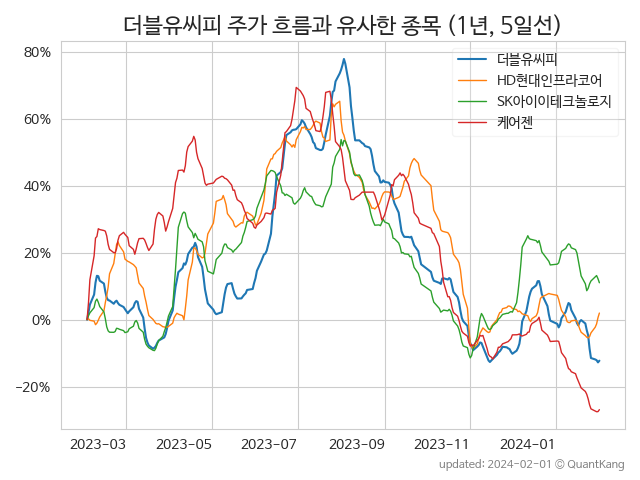 더블유씨피 주가 흐름과 유사한 종목 (1년, 5일선)
80%
60%
40%
20%
0%
−20%
더블유씨피
HD현대인프라코어
SK아이이테크놀로지
케어젠
2023-03
2023-05
2023-07
2023-09
2023-11
2024-01
updated: 2024-02-01 © QuantKang